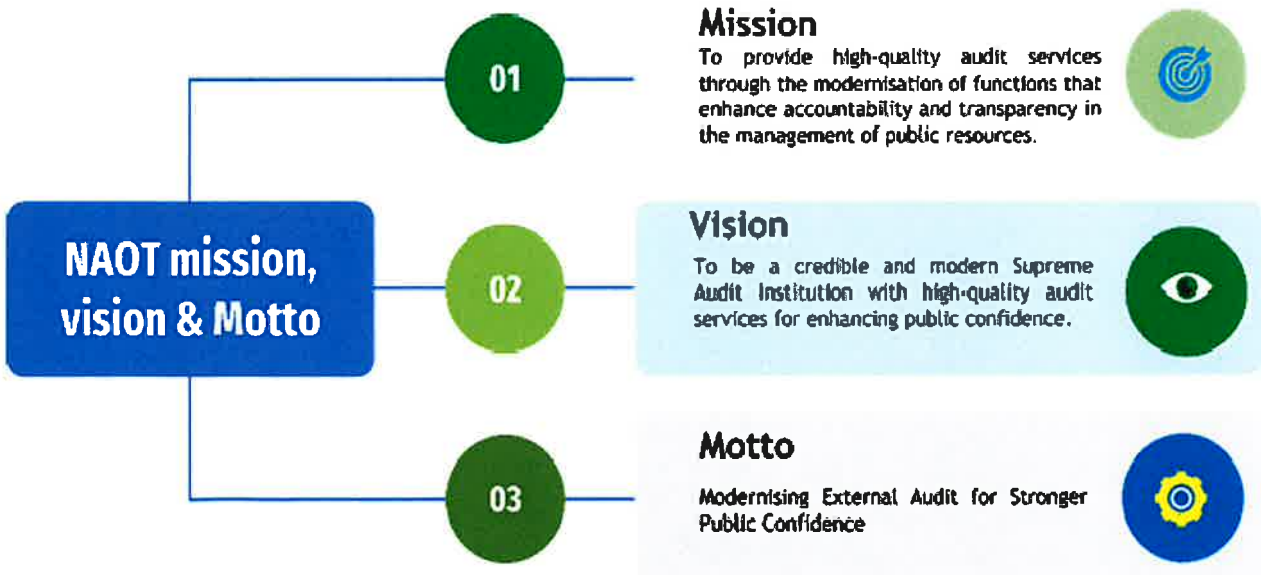 NAOT mission,
vision & Motto
01
Mission
To provide high-quality audit services
through the modernisation of functions that
enhance accountability and transparency in
the management of public resources.
02
Vision
To be a credible and modern Supreme
Audit Institution with high-quality audit
services for enhancing public confidence.
03
Motto
Modernising External Audit for Stronger
Public Confidence